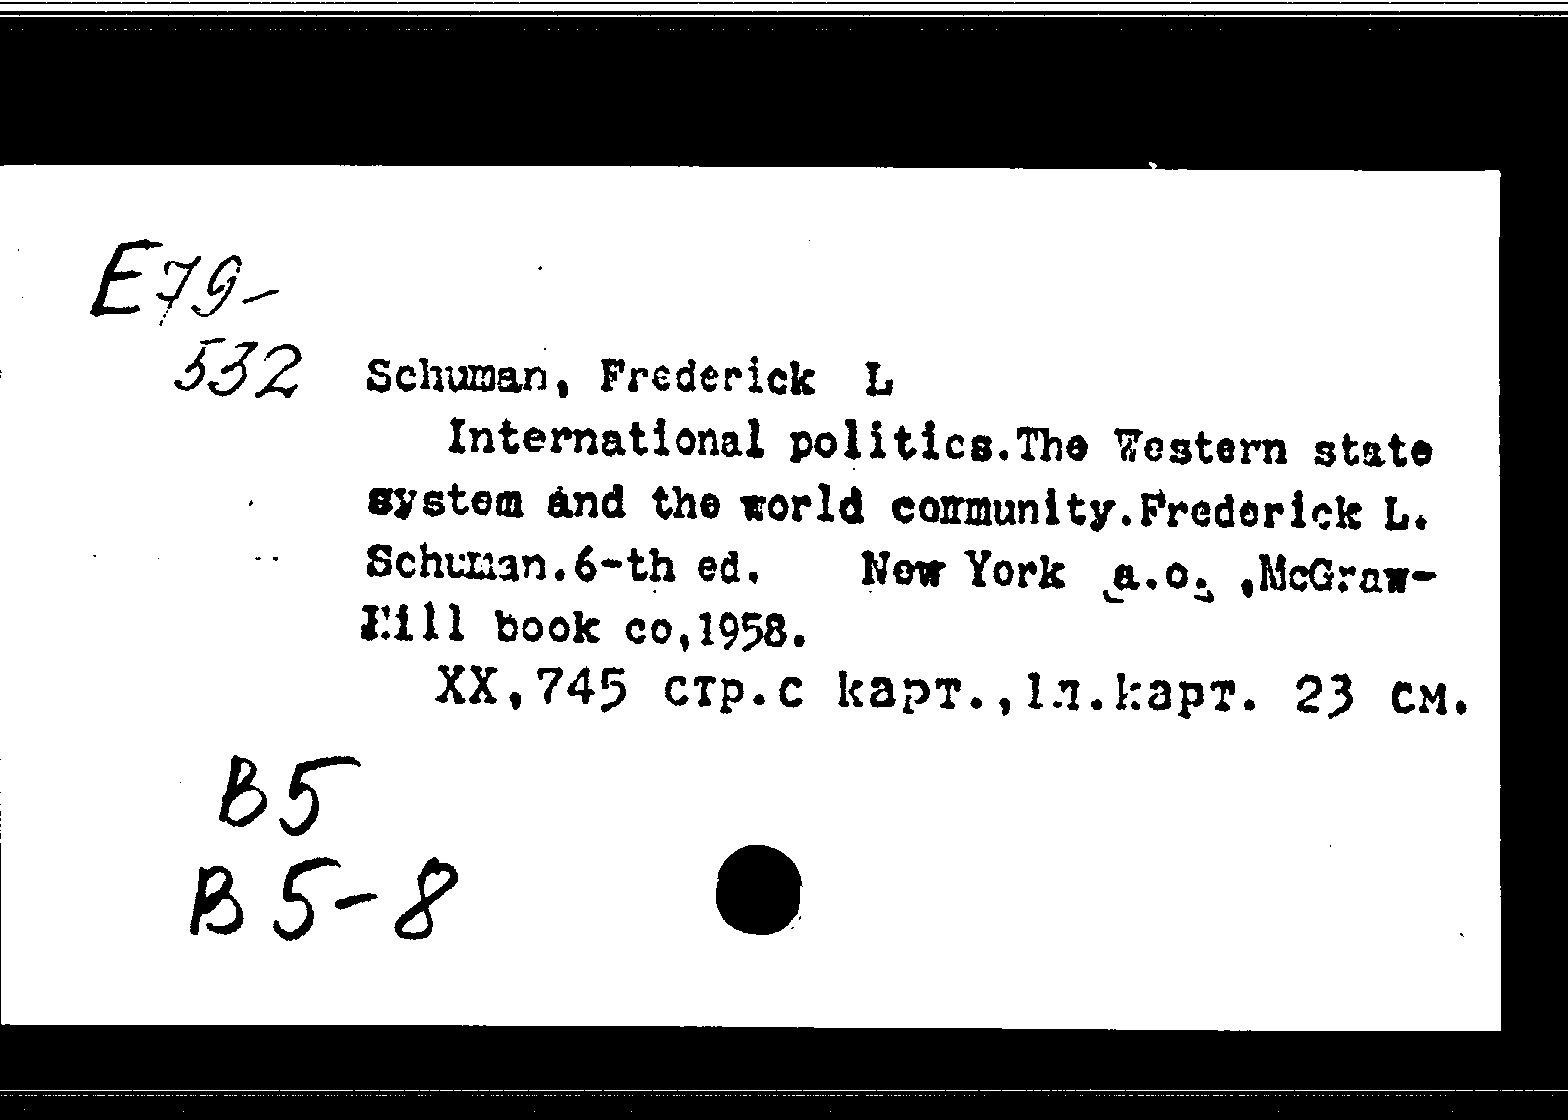 E79-
532 Schuman, Frederick L
International politics.The Western state
system and the world community.Frederick L.
Schuman.6-th ed. New York a.o. ,McGraw-
Hill book co,1958.
XX,745 стр.с карт.,1л.карт. 23 см.
B5
B5-8